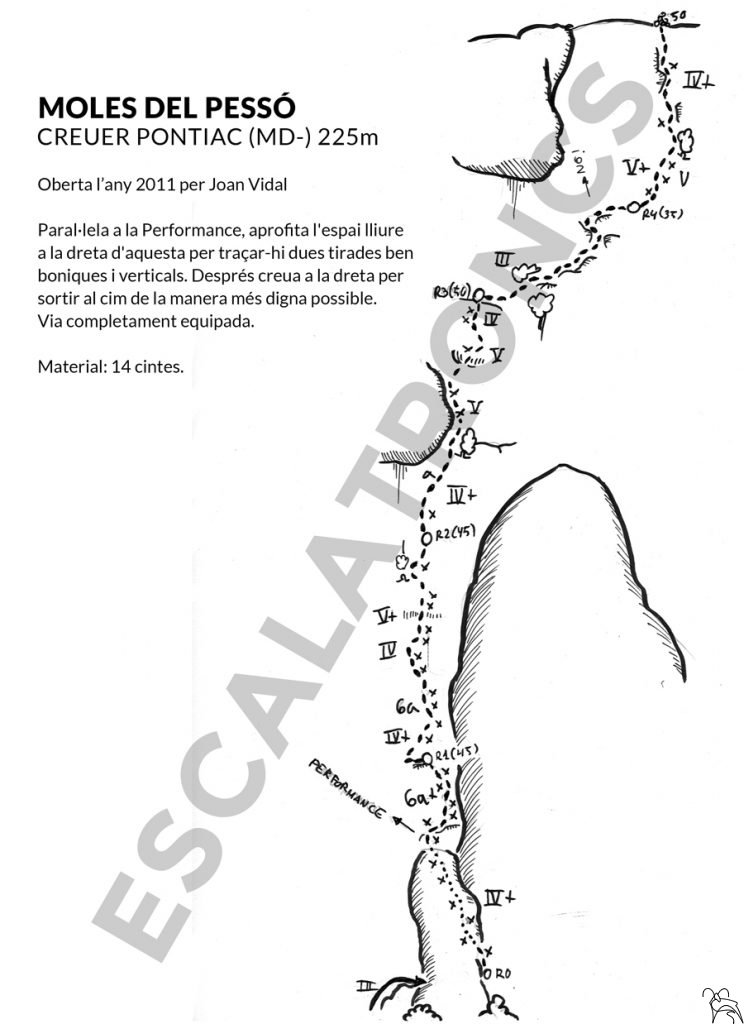 MOLES DEL PESSÓ
CREUER PONTIAC (MD-) 225m
Oberta l'any 2011 per Joan Vidal
Paral·lela a la Performance, aprofita l'espai lliure
a la dreta d'aquesta per traçar-hi dues tirades ben
boniques i verticals. Després creua a la dreta per
sortir al cim de la manera més digna possible.
Via completament equipada.
Material: 14 cintes.
50
IV+
NO!
V+
V
R4(35)
III
R3(50)
IV
V
V
IV+
R2(45)
V+
IV
6a
IV+
R1(45)
PERFORMANCE
6a+
IV+
R0
III
ESCALATRONCS